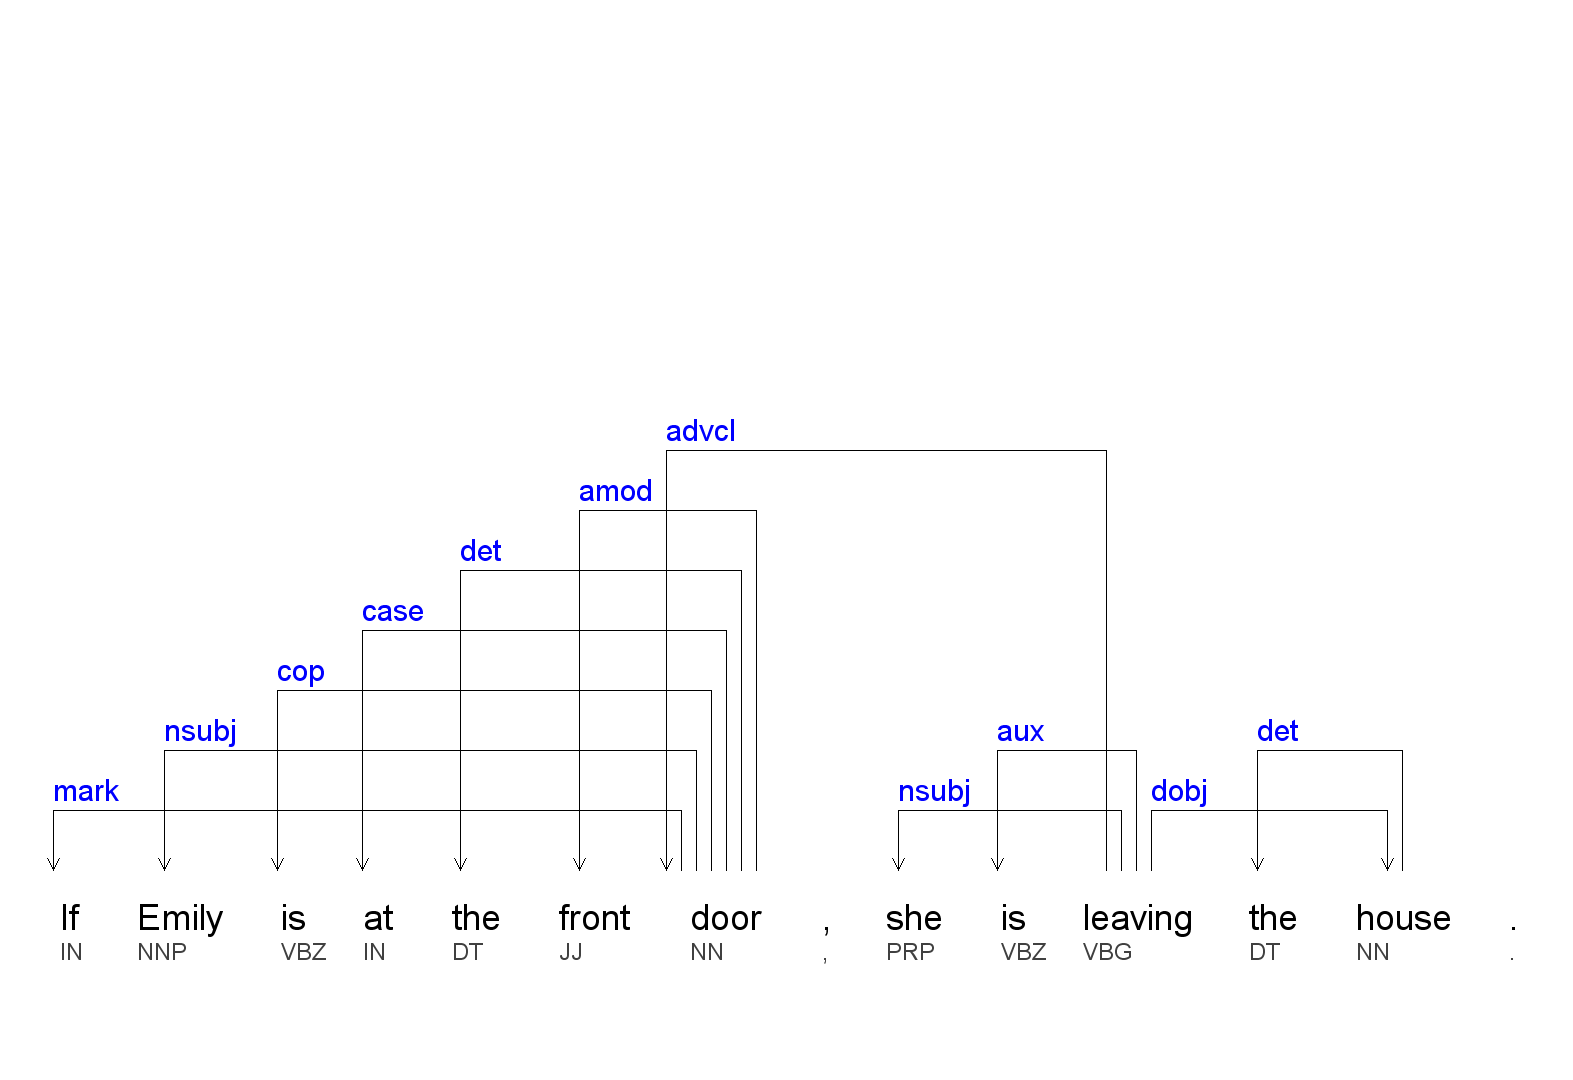 advcl
amod
det
case
cop
nsubj aux det
mark nsubj dobj
If Emily is at the front door , she is leaving the house .
IN NNP VBZ IN DT JJ NN , PRP VBZ VBG DT NN .